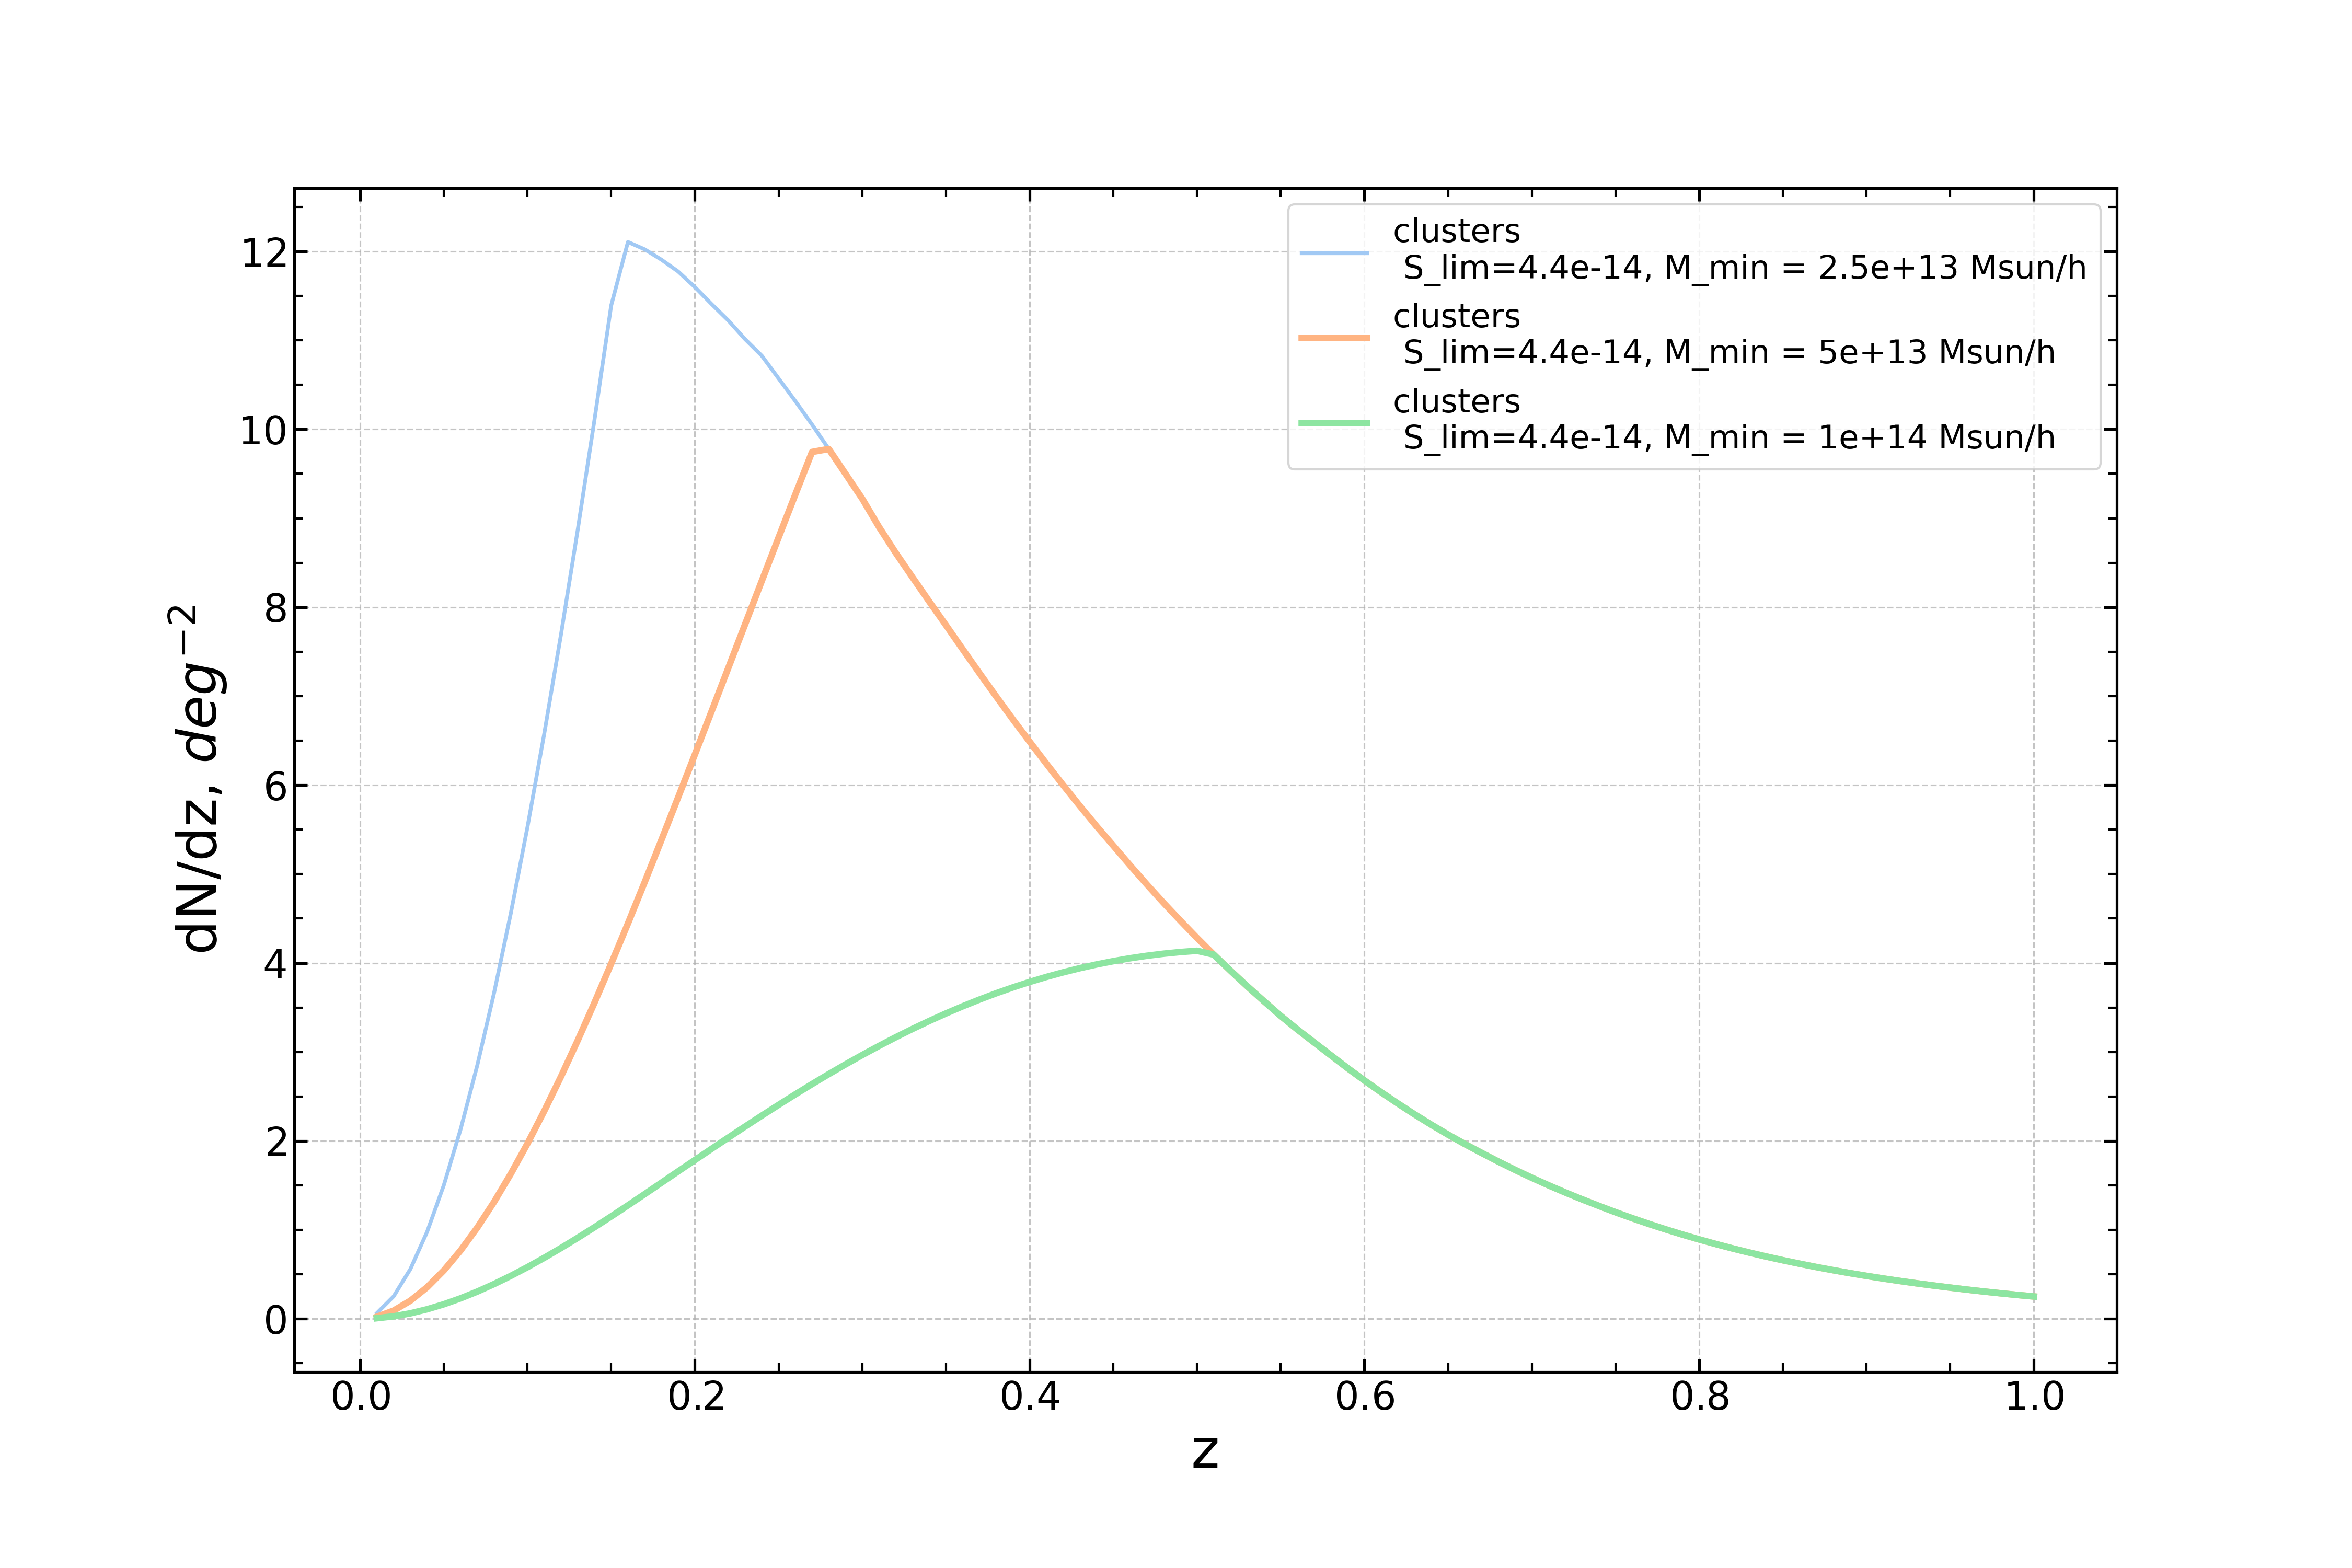 clusters
S_lim=4.4e-14, M_min = 2.5e+13 Msun/h
clusters
S_lim=4.4e-14, M_min = 5e+13 Msun/h
clusters
S_lim=4.4e-14, M_min = 1e+14 Msun/h
12
10
8
6
4
2
0
dN/dz, deg⁻²
0.0 0.2 0.4 0.6 0.8 1.0
z